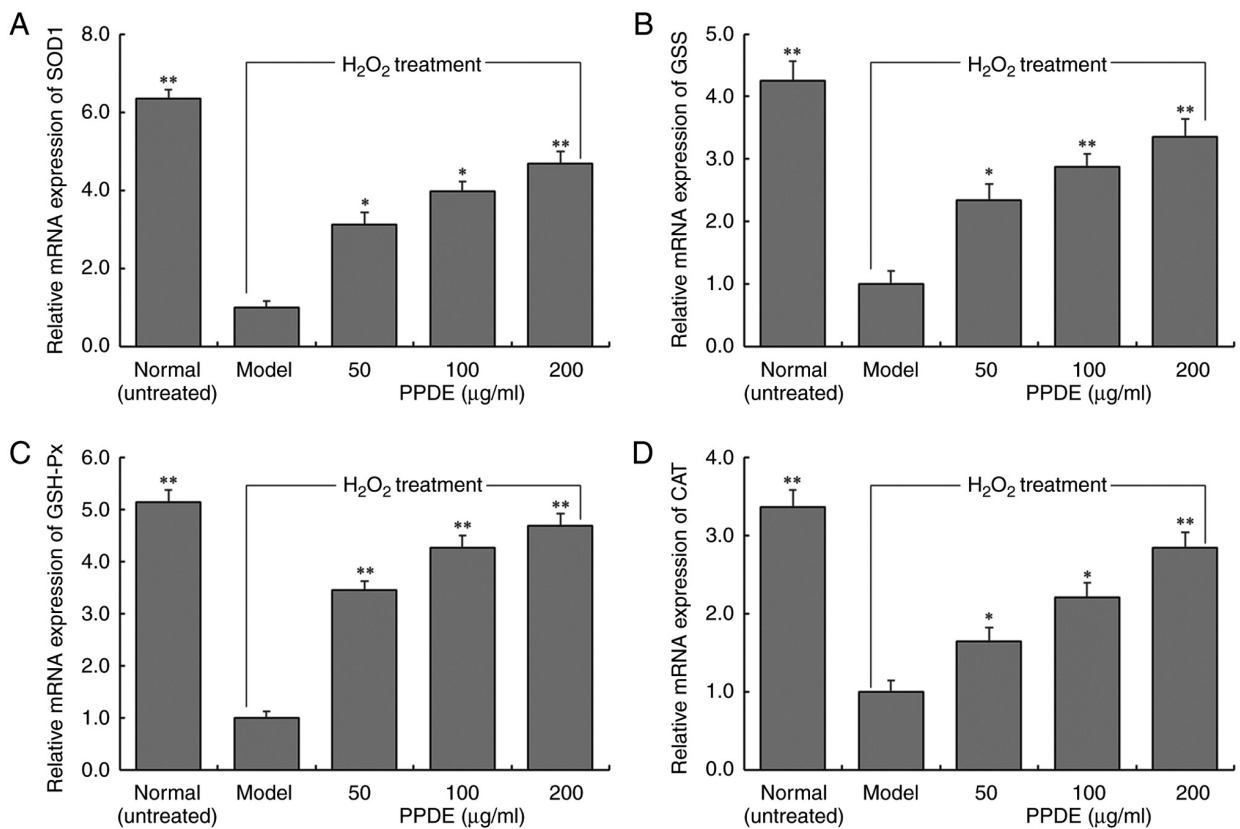 A
Relative mRNA expression of SOD1
8.0
6.0
4.0
2.0
0.0
H₂O₂ treatment
**
*
*
**
Normal (untreated)
Model
50
100
200
PPDE (μg/ml)
B
Relative mRNA expression of GSS
5.0
4.0
3.0
2.0
1.0
0.0
H₂O₂ treatment
**
*
**
**
Normal (untreated)
Model
50
100
200
PPDE (μg/ml)
C
Relative mRNA expression of GSH-Px
6.0
5.0
4.0
3.0
2.0
1.0
0.0
H₂O₂ treatment
**
**
**
**
Normal (untreated)
Model
50
100
200
PPDE (μg/ml)
D
Relative mRNA expression of CAT
4.0
3.0
2.0
1.0
0.0
H₂O₂ treatment
**
*
*
**
Normal (untreated)
Model
50
100
200
PPDE (μg/ml)